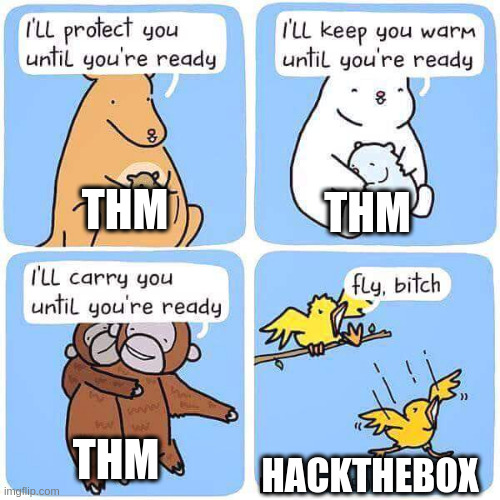 I'LL protect you
until you're ready
THM
I'LL keep you warm
until you're ready
THM
I'LL carry you
until you're ready
THM
fly, bitch
HACKTHEBOX
imgflip.com